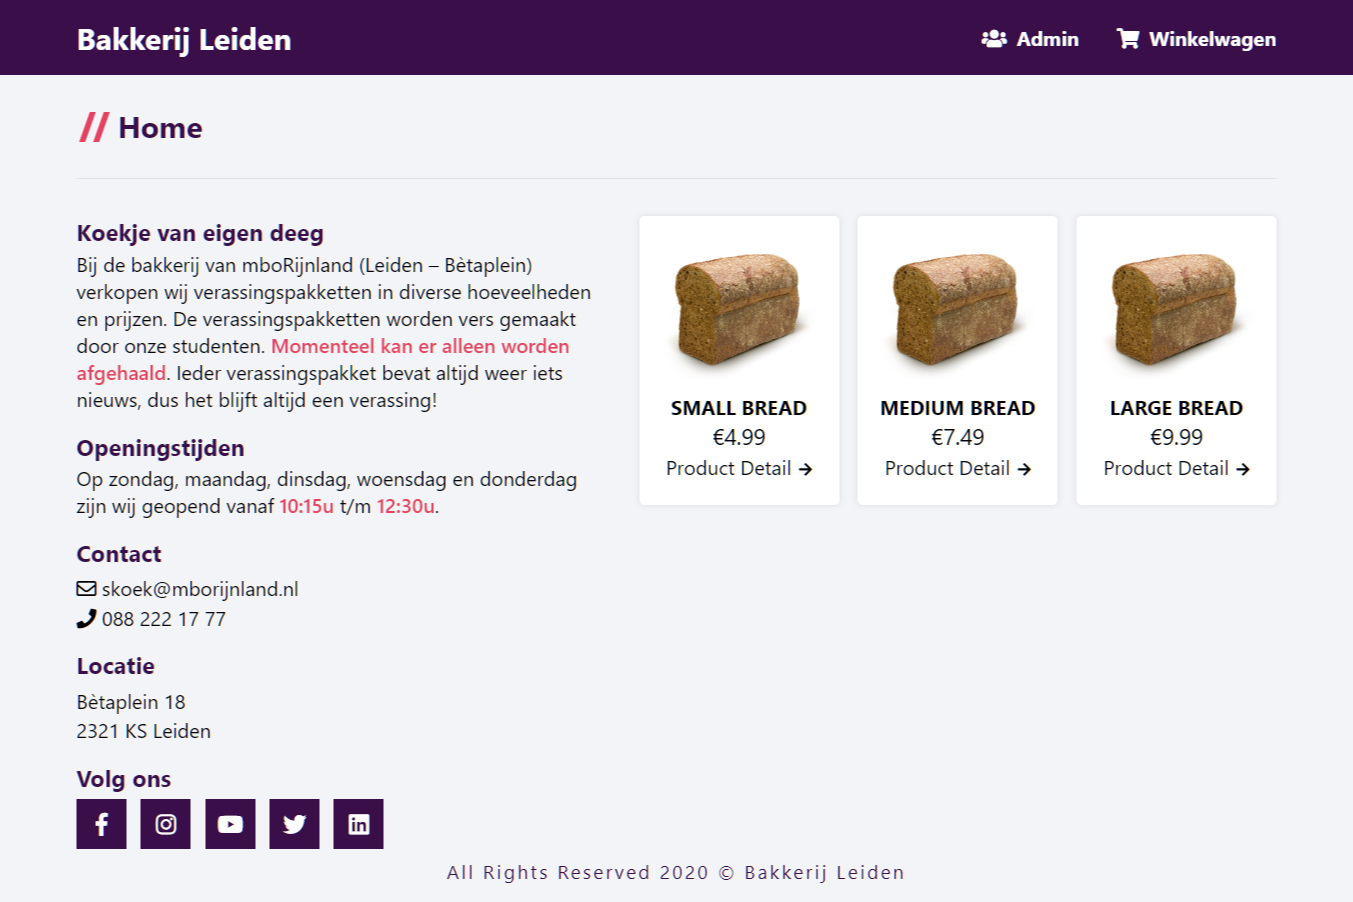 Bakkerij Leiden
Admin
Winkelwagen
// Home
Koekje van eigen deeg
Bij de bakkerij van mboRijnland (Leiden – Bètaplein)
verkopen wij verassingspakketten in diverse hoeveelheden
en prijzen. De verassingspakketten worden vers gemaakt
door onze studenten. Momenteel kan er alleen worden
afgehaald. Ieder verassingspakket bevat altijd weer iets
nieuws, dus het blijft altijd een verassing!
Openingstijden
Op zondag, maandag, dinsdag, woensdag en donderdag
zijn wij geopend vanaf 10:15u t/m 12:30u.
Contact
skoek@mborijnland.nl
088 222 17 77
Locatie
Bètaplein 18
2321 KS Leiden
Volg ons
SMALL BREAD
€4.99
Product Detail →
MEDIUM BREAD
€7.49
Product Detail →
LARGE BREAD
€9.99
Product Detail →
All Rights Reserved 2020 © Bakkerij Leiden